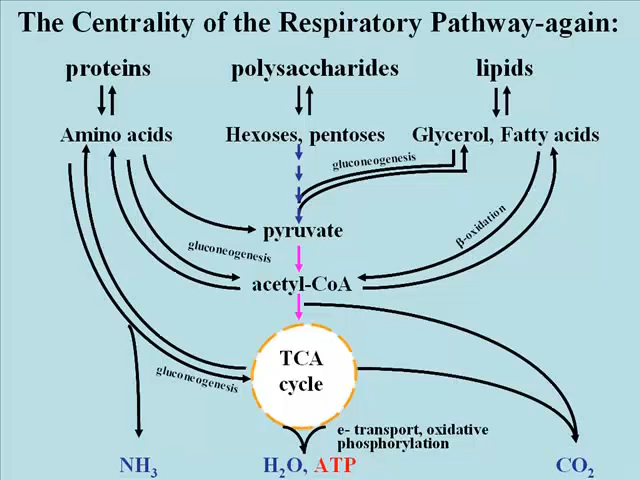 The Centrality of the Respiratory Pathway-again:
proteins
polysaccharides
lipids
Amino acids
Hexoses, pentoses
Glycerol, Fatty acids
gluconeogenesis
pyruvate
β-oxidation
gluconeogenesis
acetyl-CoA
TCA
cycle
gluconeogenesis
e- transport, oxidative
phosphorylation
NH3
H2O, ATP
CO2